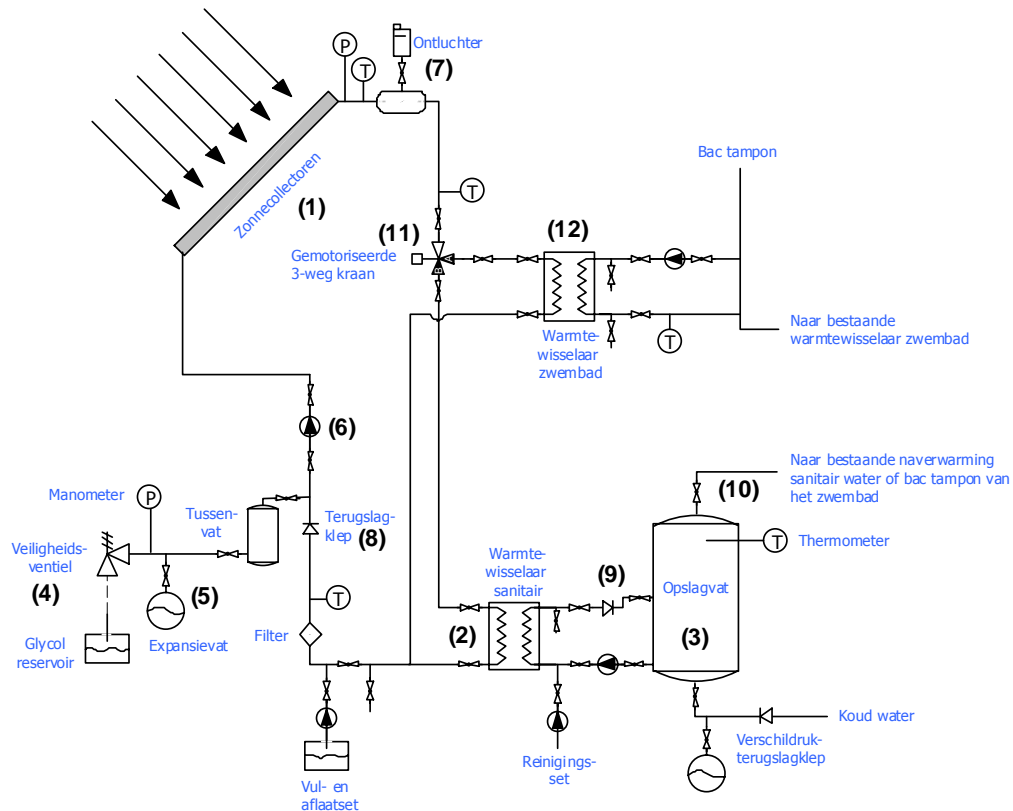 Ontluchter
(7)
P
T
Bac tampon
Zonnecollectoren
(1)
T
(11)
(12)
Gemotoriseerde
3-weg kraan
Naar bestaande
warmtewisselaar zwembad
Warmte-
wisselaar
zwembad
T
(6)
Naar bestaande naverwarming
sanitair water of bac tampon van
het zwembad
(10)
Manometer
P
Tussen-
vat
Terugslag-
klep
(8)
Veiligheids-
ventiel
(4)
(5)
Warmte-
wisselaar
sanitair
(9)
T
Thermometer
Opslagvat
T
(2)
(3)
Glycol
reservoir
Expansievat
Filter
Koud water
Verschildruk-
terugslagklep
Reinigings-
set
Vul- en
aflaatset